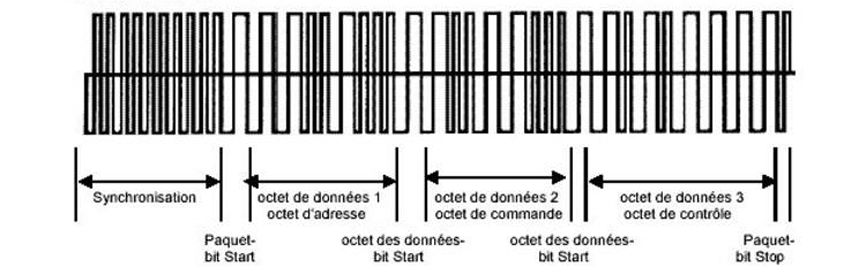 Synchronisation
octet de données 1
octet d'adresse
octet de données 2
octet de commande
octet de données 3
octet de contrôle
Paquet-
bit Start
octet des données-
bit Start
octet des données-
bit Start
Paquet-
bit Stop